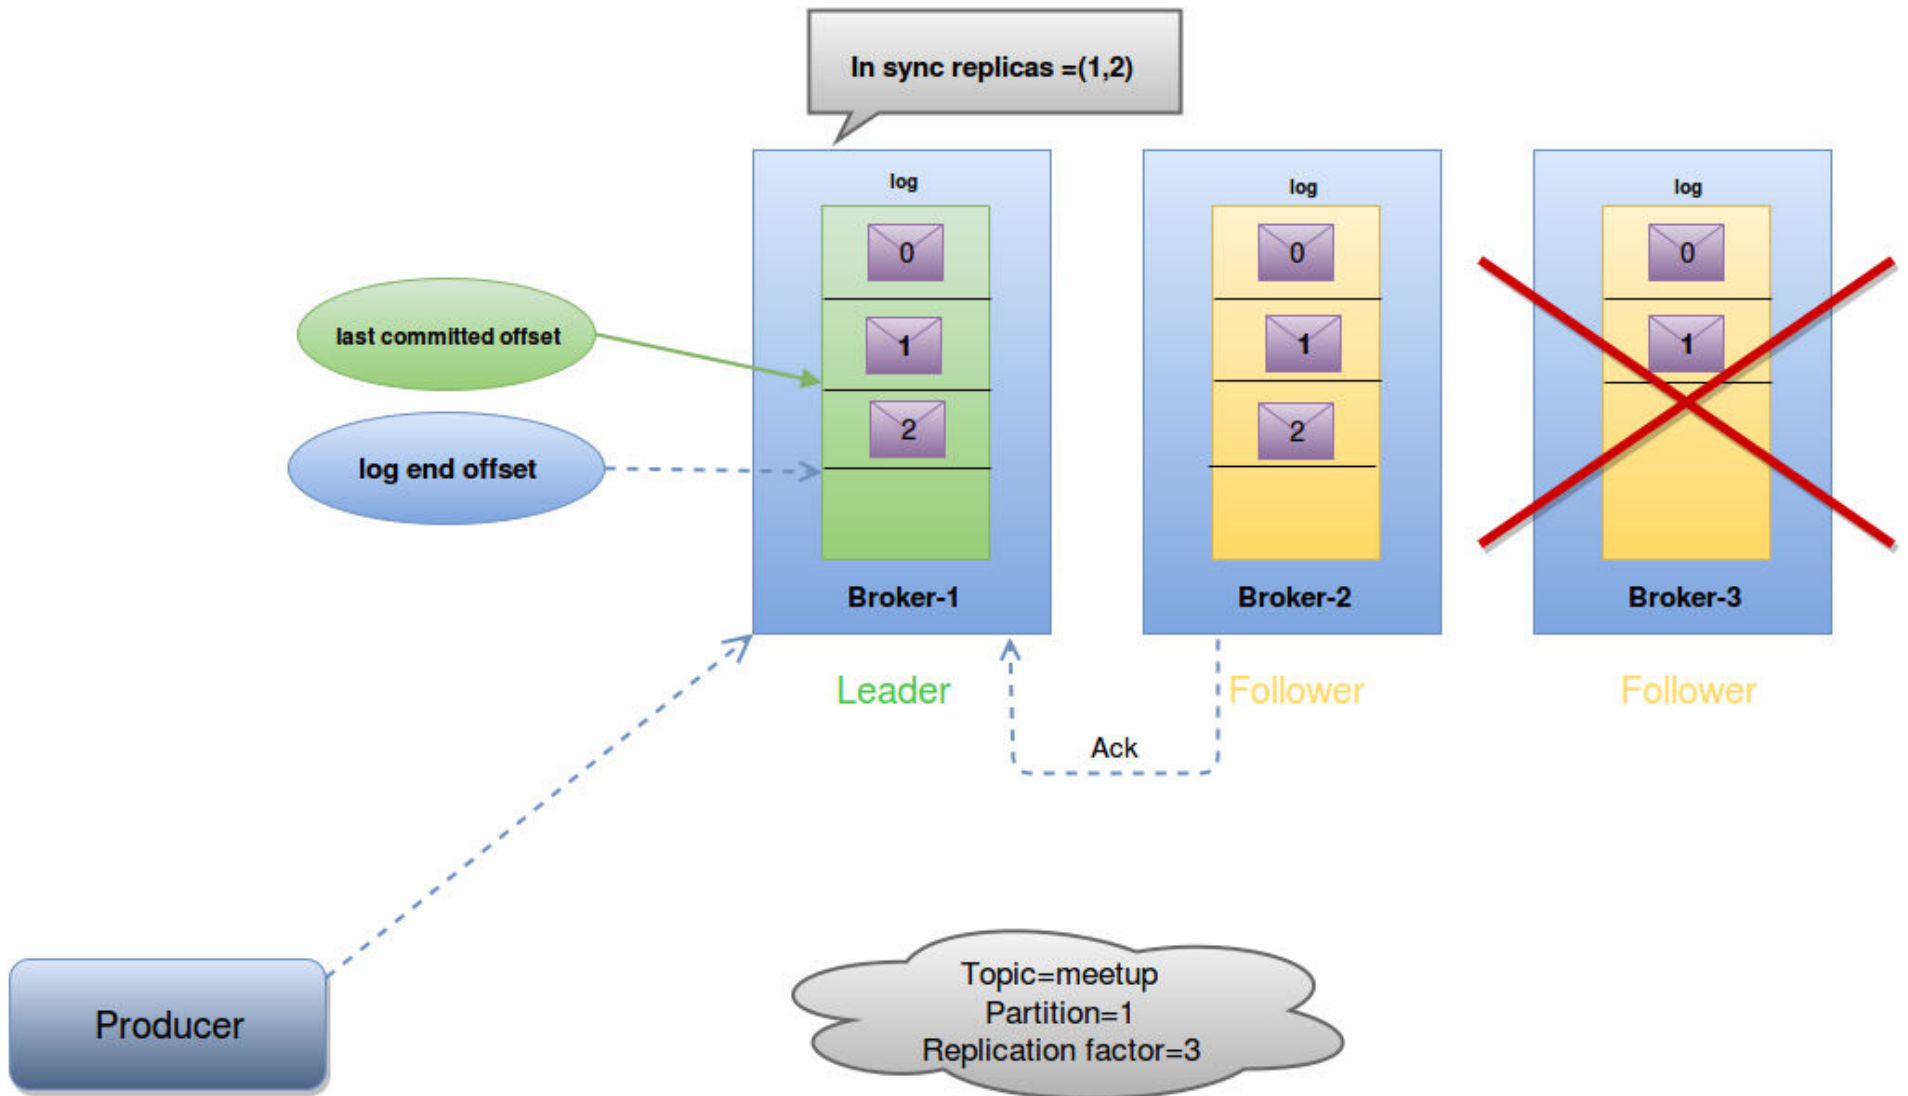 In sync replicas =(1,2)
log
log
log
0
0
0
last committed offset
1
1
1
2
2
log end offset
Broker-1
Broker-2
Broker-3
Leader
Follower
Follower
Ack
Producer
Topic=meetup
Partition=1
Replication factor=3